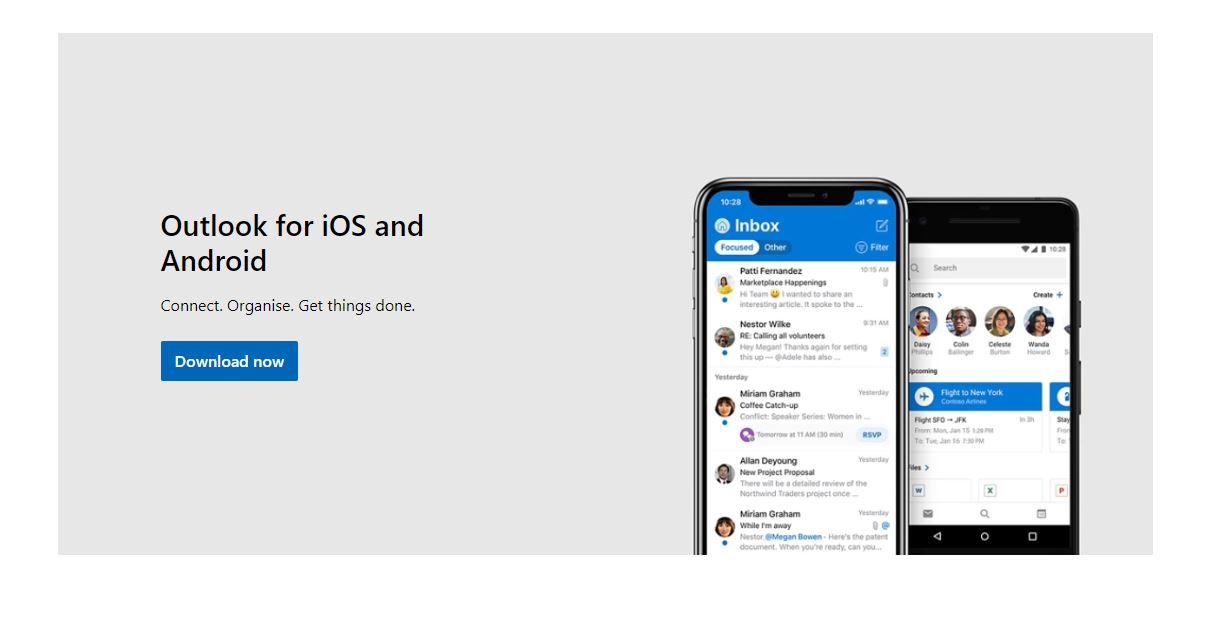 Outlook for iOS and
Android
Connect. Organise. Get things done.
Download now
10:28
Inbox
Focused Other Filter
Patti Fernandez 10:15 AM
Marketplace Happenings
Hi Team 😀 I wanted to share an
interesting article. It spoke to the ...
Nestor Wilke 9:31 AM
RE: Calling all volunteers
Hey Megan! Thanks again for setting
this up — @Adele has also ... 2
Yesterday
Miriam Graham Yesterday
Coffee Catch-up
Conflict: Speaker Series: Women in ...
Tomorrow at 11 AM (30 min) RSVP
Allan Deyoung Yesterday
New Project Proposal
There will be a detailed review of the
Northwind Traders project once ...
Miriam Graham Yesterday
While I'm away @
Nestor, @Megan Bowen - Here's the patent
document. When you're ready, can you...
10:28
Search
ontacts > Create +
Daisy Colin Celeste Wanda
Phillips Ballinger Burton Howard S
Upcoming
Flight to New York
Contoso Airlines
Flight SFO → JFK In 3h Stay
From: Mon, Jan 15 1:20 PM From
To: Tue, Jan 16 7:30 PM To:
iles >
W X P